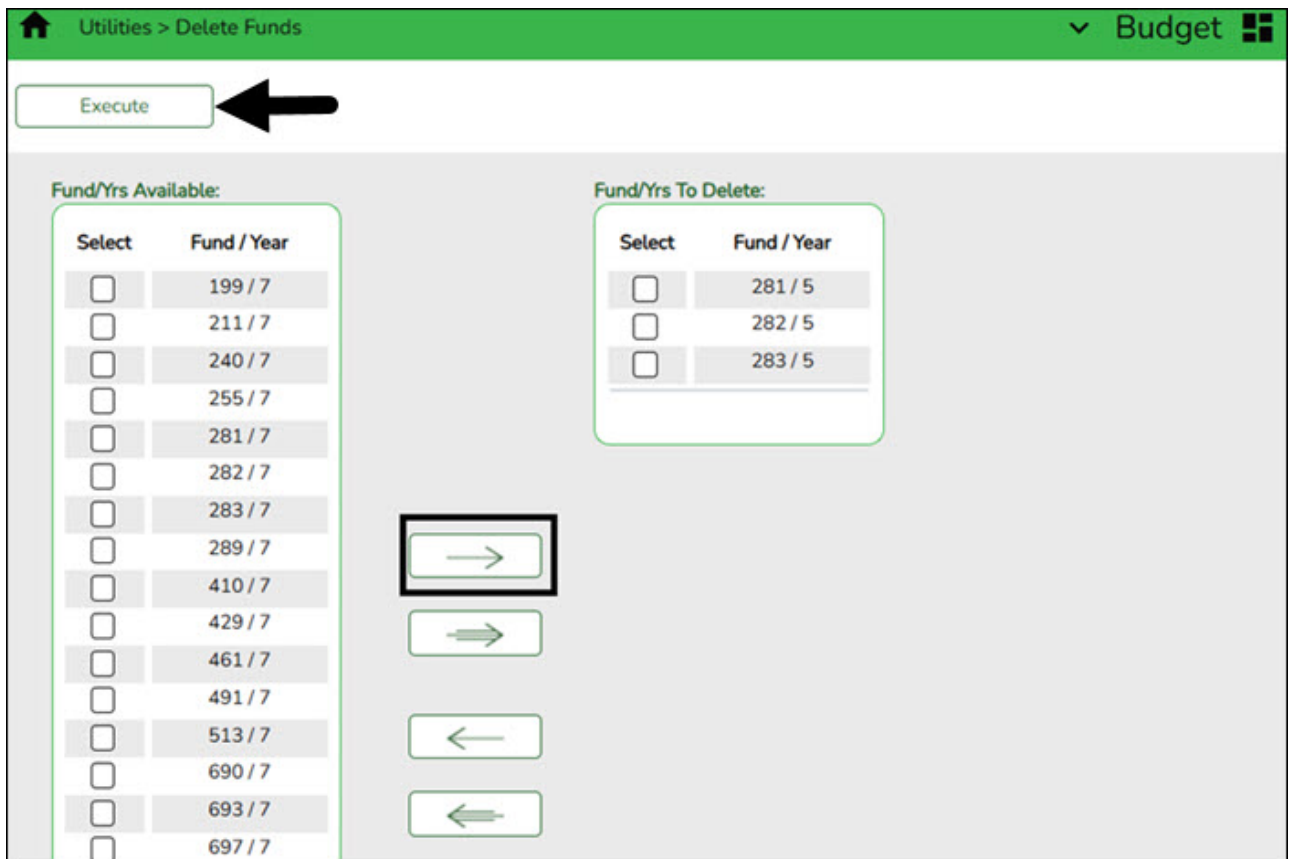 Utilities > Delete Funds
Budget
Execute
Fund/Yrs Available:
Select Fund / Year
199 / 7
211 / 7
240 / 7
255 / 7
281 / 7
282 / 7
283 / 7
289 / 7
410 / 7
429 / 7
461 / 7
491 / 7
513 / 7
690 / 7
693 / 7
697 / 7
Fund/Yrs To Delete:
Select Fund / Year
281 / 5
282 / 5
283 / 5